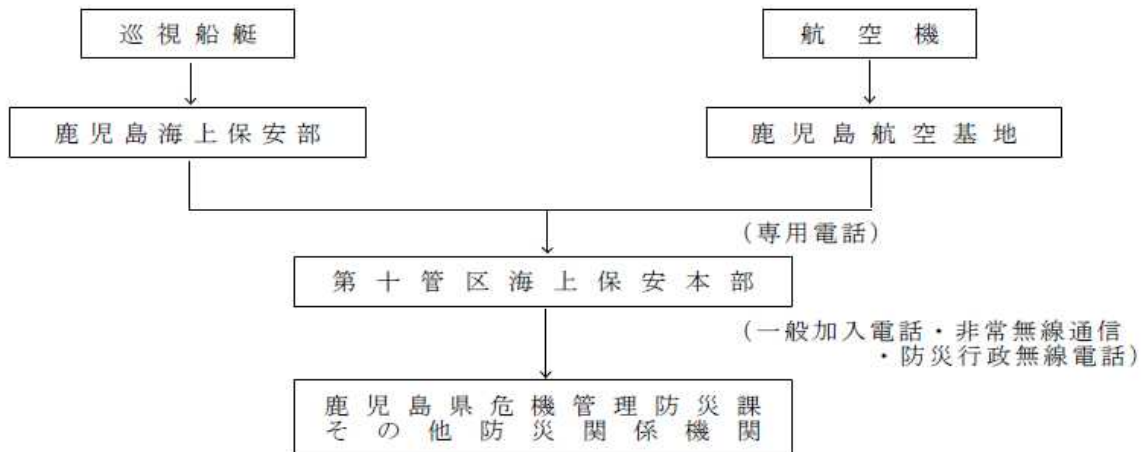 巡視船艇
航空機
鹿児島海上保安部
鹿児島航空基地
(専用電話)
第十管区海上保安本部
(一般加入電話・非常無線通信
・防災行政無線電話)
鹿児島県危機管理防災課
その他防災関係機関